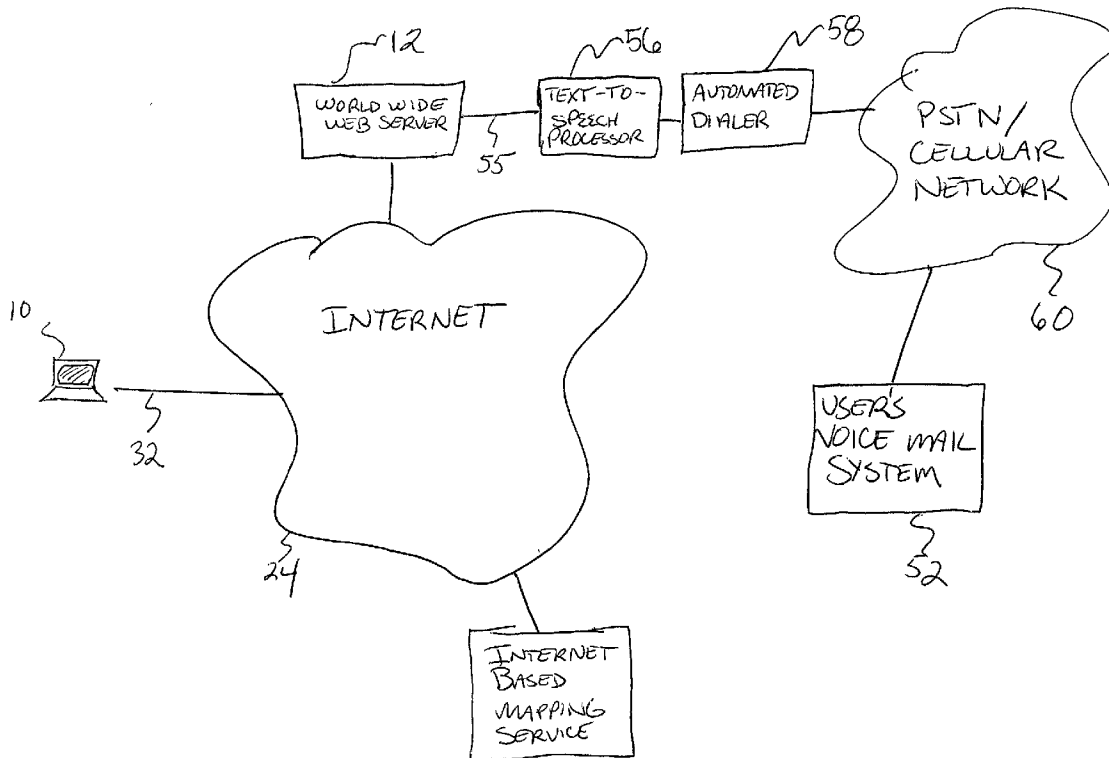 12
56
58
WORLD WIDE
WEB SERVER
TEXT-TO-
SPEECH
PROCESSOR
AUTOMATED
DIALER
PSTN/
CELLULAR
NETWORK
55
INTERNET
10
60
32
USER'S
VOICE MAIL
SYSTEM
24
52
INTERNET
BASED
MAPPING
SERVICE